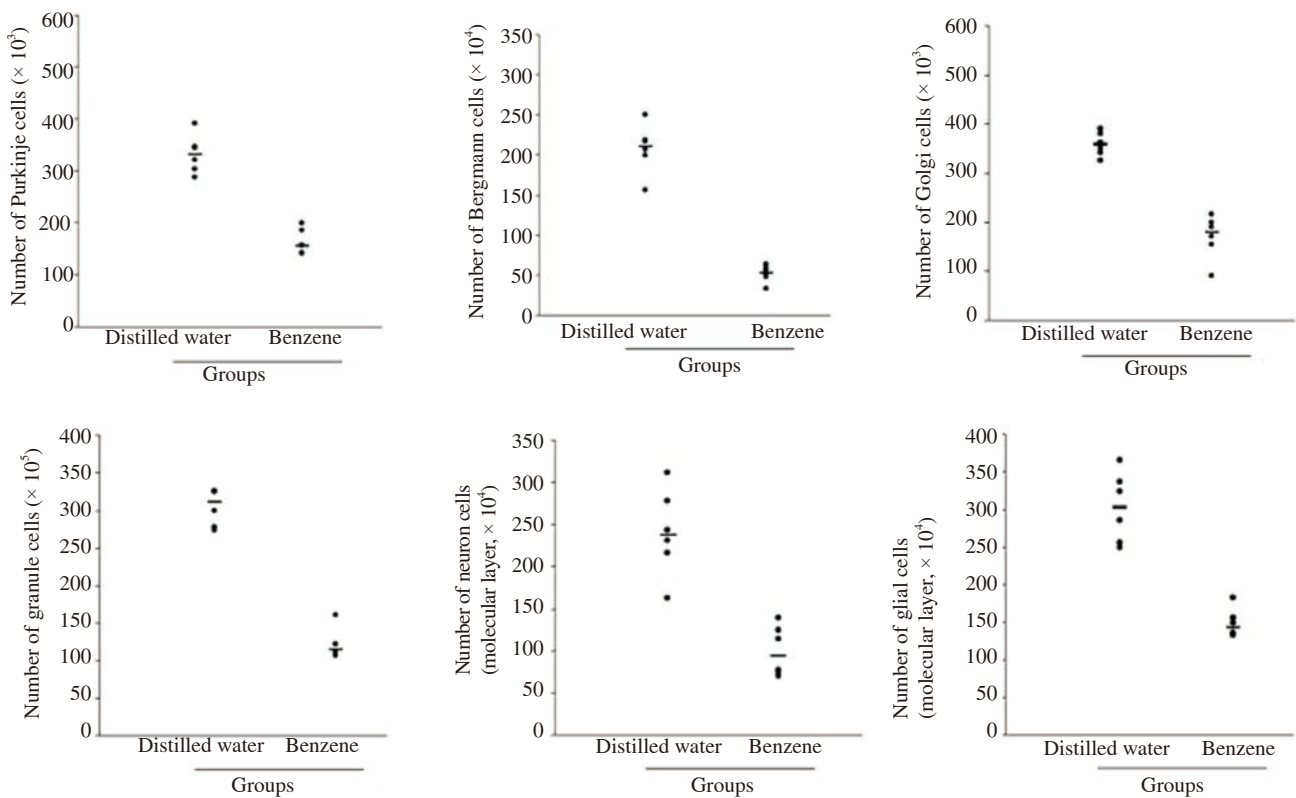 Number of Purkinje cells (× 10³)
600
500
400
300
200
100
0
Distilled water Benzene
Groups
Number of Bergmann cells (× 10⁴)
350
300
250
200
150
100
50
0
Distilled water Benzene
Groups
Number of Golgi cells (× 10³)
600
500
400
300
200
100
0
Distilled water Benzene
Groups
Number of granule cells (× 10⁵)
400
350
300
250
200
150
100
50
0
Distilled water Benzene
Groups
Number of neuron cells
(molecular layer, × 10⁴)
350
300
250
200
150
100
50
0
Distilled water Benzene
Groups
Number of glial cells
(molecular layer, × 10⁴)
400
350
300
250
200
150
100
50
0
Distilled water Benzene
Groups